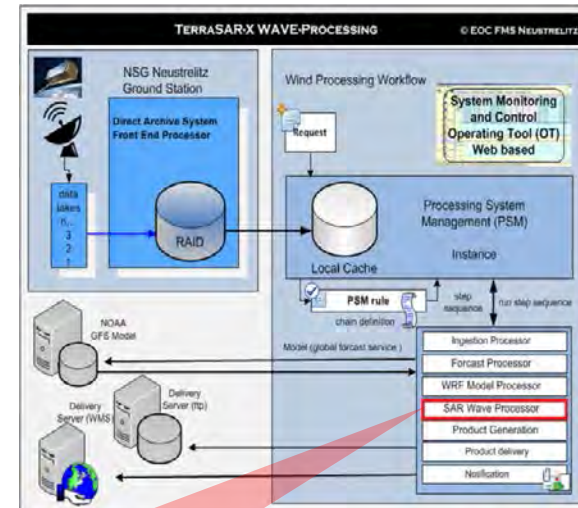 TERRASAR-X WAVE-PROCESSING
© EOC FMS NEUSTRELITZ
NSG Neustrelitz
Ground Station
Direct Archive System
Front End Processor
data
takes
n...
3
2
1
RAID
Wind Processing Workflow
Request
System Monitoring
and Control
Operating Tool (OT)
Web based
Processing System
Management (PSM)
Instance
Local Cache
PSM rule
chain definition
step
sequence
run step sequence
NOAA
GFS Model
Model (global forcast service )
Delivery
Server (ftp)
Delivery
Server (WMS)
Ingestion Processor
Forcast Processor
WRF Model Processor
SAR Wave Processor
Product Generation
Product delivery
Notification